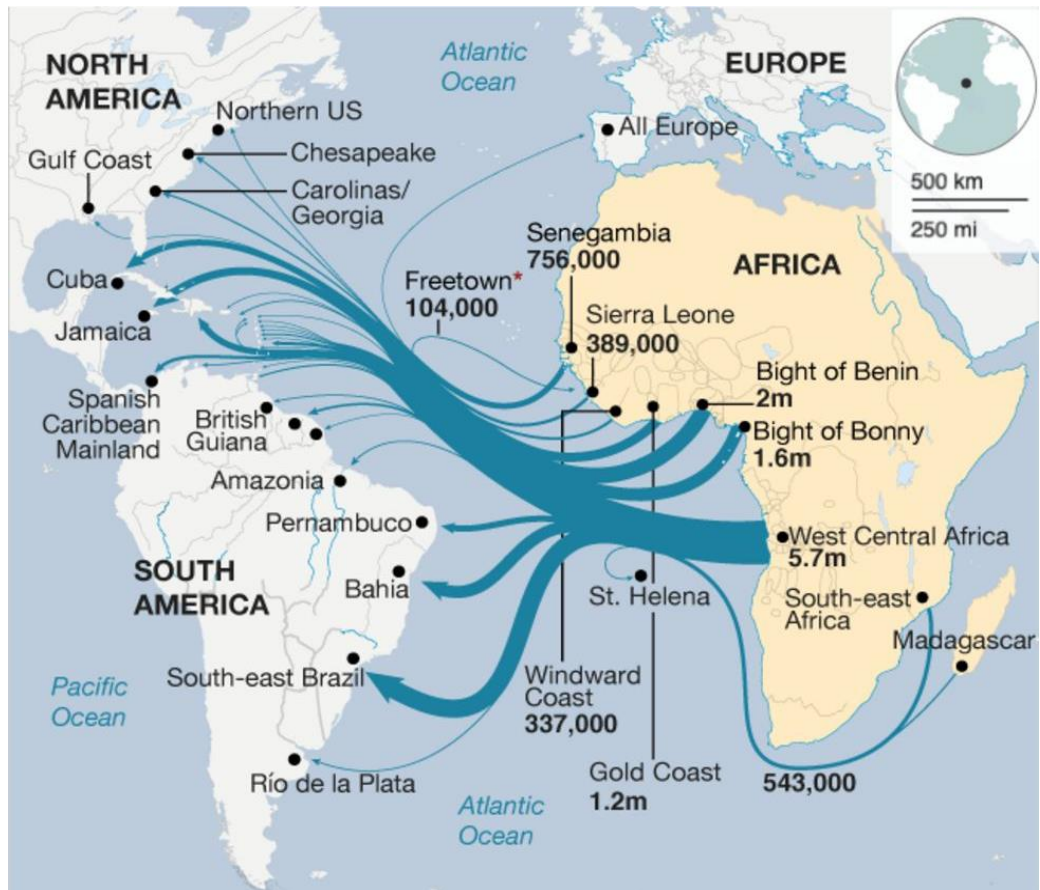 NORTH
AMERICA
Atlantic
Ocean
EUROPE
Northern US
All Europe
Gulf Coast
Chesapeake
Carolinas/
Georgia
500 km
250 mi
Senegambia
756,000
AFRICA
Cuba
Freetown*
104,000
Jamaica
Sierra Leone
389,000
Bight of Benin
2m
Spanish
Caribbean
Mainland
British
Guiana
Bight of Bonny
1.6m
Amazonia
Pernambuco
West Central Africa
5.7m
SOUTH
AMERICA
Bahia
St. Helena
South-east
Africa
Madagascar
South-east Brazil
Windward
Coast
337,000
Pacific
Ocean
Río de la Plata
Gold Coast
1.2m
543,000
Atlantic
Ocean